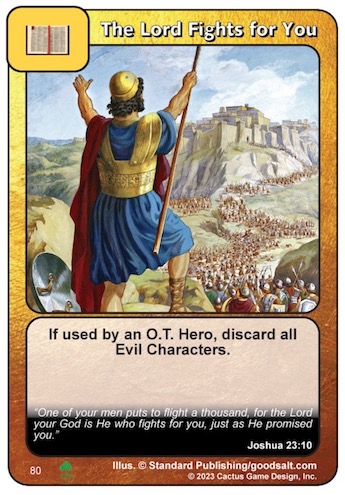 The Lord Fights for You
If used by an O.T. Hero, discard all
Evil Characters.
“One of your men puts to flight a thousand, for the Lord
your God is He who fights for you, just as He promised
you.”
Joshua 23:10
Illus. © Standard Publishing/goodsalt.com
80
© 2023 Cactus Game Design, Inc.